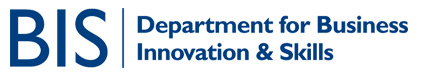 BIS
Department for Business
Innovation & Skills